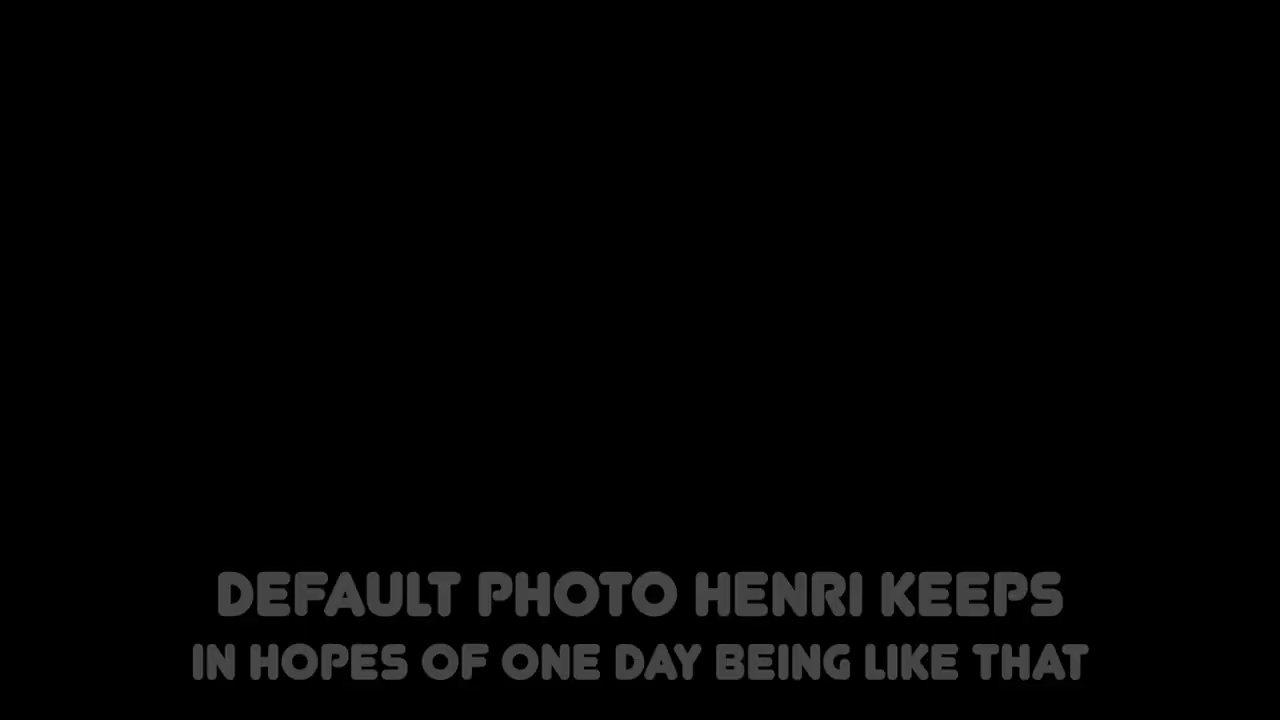 DEFAULT PHOTO HENRI KEEPS
IN HOPES OF ONE DAY BEING LIKE THAT